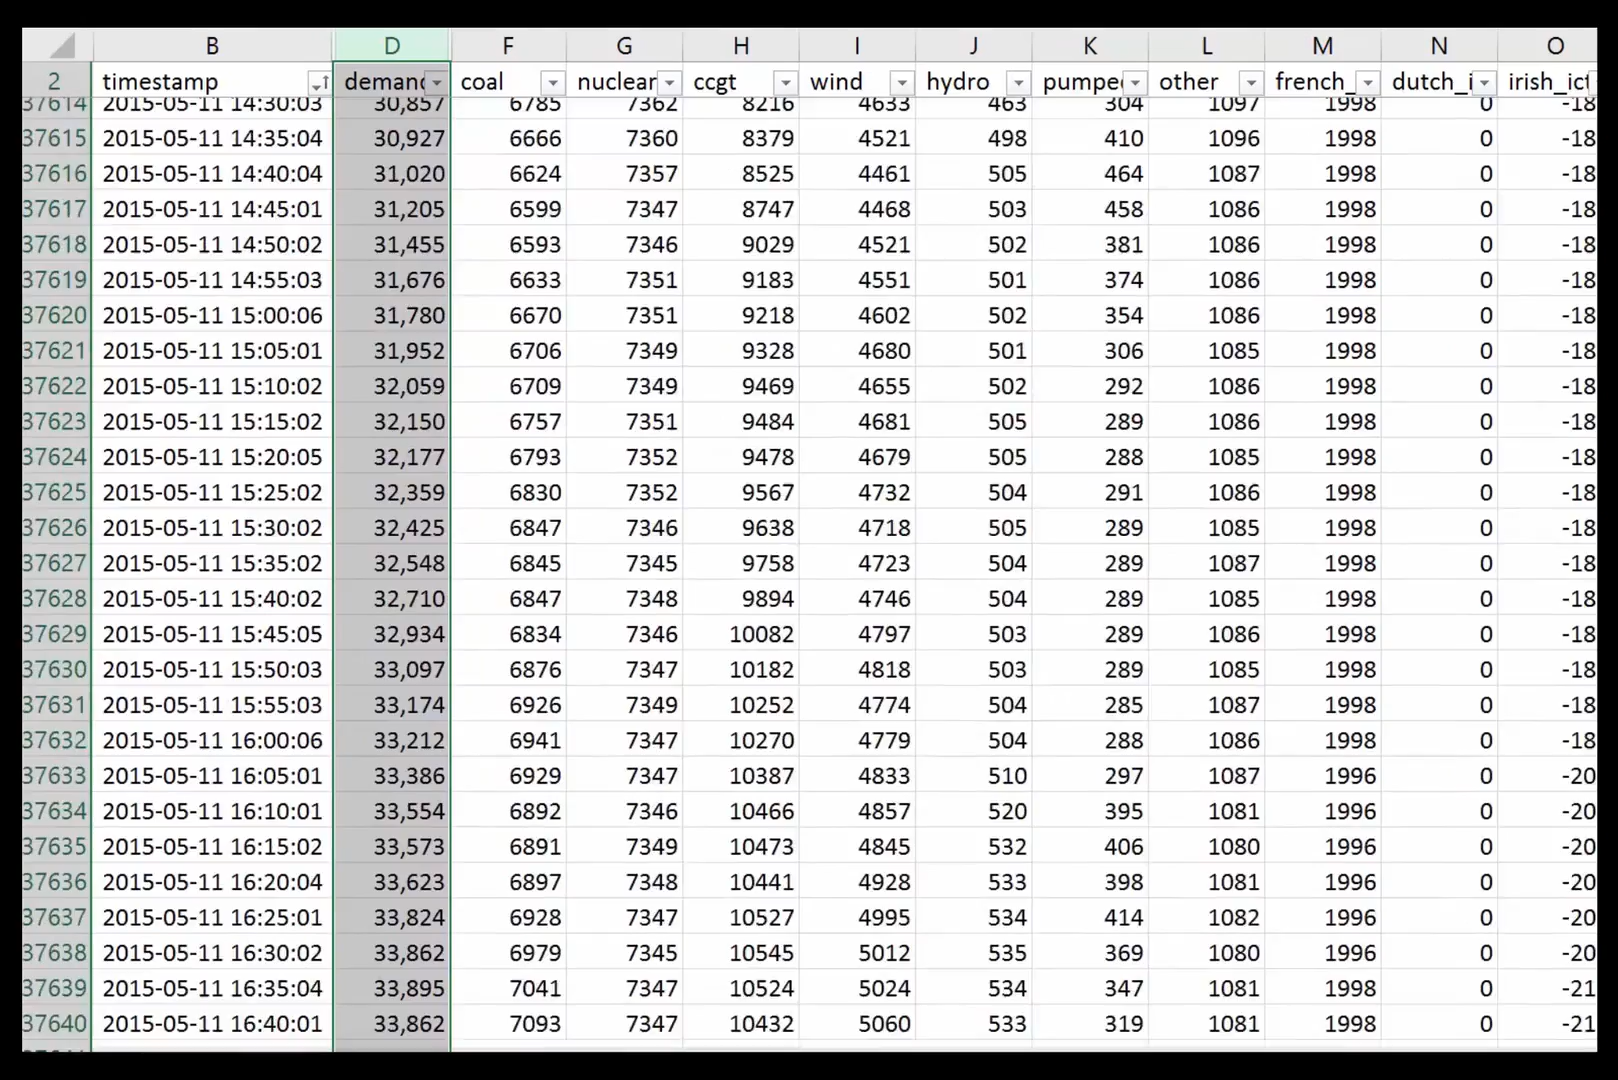 B D F G H I J K L M N O
2 timestamp demand coal nuclear ccgt wind hydro pumpe other french_ dutch_i irish_ict
37614 2015-05-11 14:30:03 30,857 6785 7362 8216 4633 463 304 1097 1998 0 -18
37615 2015-05-11 14:35:04 30,927 6666 7360 8379 4521 498 410 1096 1998 0 -18
37616 2015-05-11 14:40:04 31,020 6624 7357 8525 4461 505 464 1087 1998 0 -18
37617 2015-05-11 14:45:01 31,205 6599 7347 8747 4468 503 458 1086 1998 0 -18
37618 2015-05-11 14:50:02 31,455 6593 7346 9029 4521 502 381 1086 1998 0 -18
37619 2015-05-11 14:55:03 31,676 6633 7351 9183 4551 501 374 1086 1998 0 -18
37620 2015-05-11 15:00:06 31,780 6670 7351 9218 4602 502 354 1086 1998 0 -18
37621 2015-05-11 15:05:01 31,952 6706 7349 9328 4680 501 306 1085 1998 0 -18
37622 2015-05-11 15:10:02 32,059 6709 7349 9469 4655 502 292 1086 1998 0 -18
37623 2015-05-11 15:15:02 32,150 6757 7351 9484 4681 505 289 1086 1998 0 -18
37624 2015-05-11 15:20:05 32,177 6793 7352 9478 4679 505 288 1085 1998 0 -18
37625 2015-05-11 15:25:02 32,359 6830 7352 9567 4732 504 291 1086 1998 0 -18
37626 2015-05-11 15:30:02 32,425 6847 7346 9638 4718 505 289 1085 1998 0 -18
37627 2015-05-11 15:35:02 32,548 6845 7345 9758 4723 504 289 1087 1998 0 -18
37628 2015-05-11 15:40:02 32,710 6847 7348 9894 4746 504 289 1085 1998 0 -18
37629 2015-05-11 15:45:05 32,934 6834 7346 10082 4797 503 289 1086 1998 0 -18
37630 2015-05-11 15:50:03 33,097 6876 7347 10182 4818 503 289 1085 1998 0 -18
37631 2015-05-11 15:55:03 33,174 6926 7349 10252 4774 504 285 1087 1998 0 -18
37632 2015-05-11 16:00:06 33,212 6941 7347 10270 4779 504 288 1086 1998 0 -18
37633 2015-05-11 16:05:01 33,386 6929 7347 10387 4833 510 297 1087 1996 0 -20
37634 2015-05-11 16:10:01 33,554 6892 7346 10466 4857 520 395 1081 1996 0 -20
37635 2015-05-11 16:15:02 33,573 6891 7349 10473 4845 532 406 1080 1996 0 -20
37636 2015-05-11 16:20:04 33,623 6897 7348 10441 4928 533 398 1081 1996 0 -20
37637 2015-05-11 16:25:01 33,824 6928 7347 10527 4995 534 414 1082 1996 0 -20
37638 2015-05-11 16:30:02 33,862 6979 7345 10545 5012 535 369 1080 1996 0 -20
37639 2015-05-11 16:35:04 33,895 7041 7347 10524 5024 534 347 1081 1998 0 -21
37640 2015-05-11 16:40:01 33,862 7093 7347 10432 5060 533 319 1081 1998 0 -21